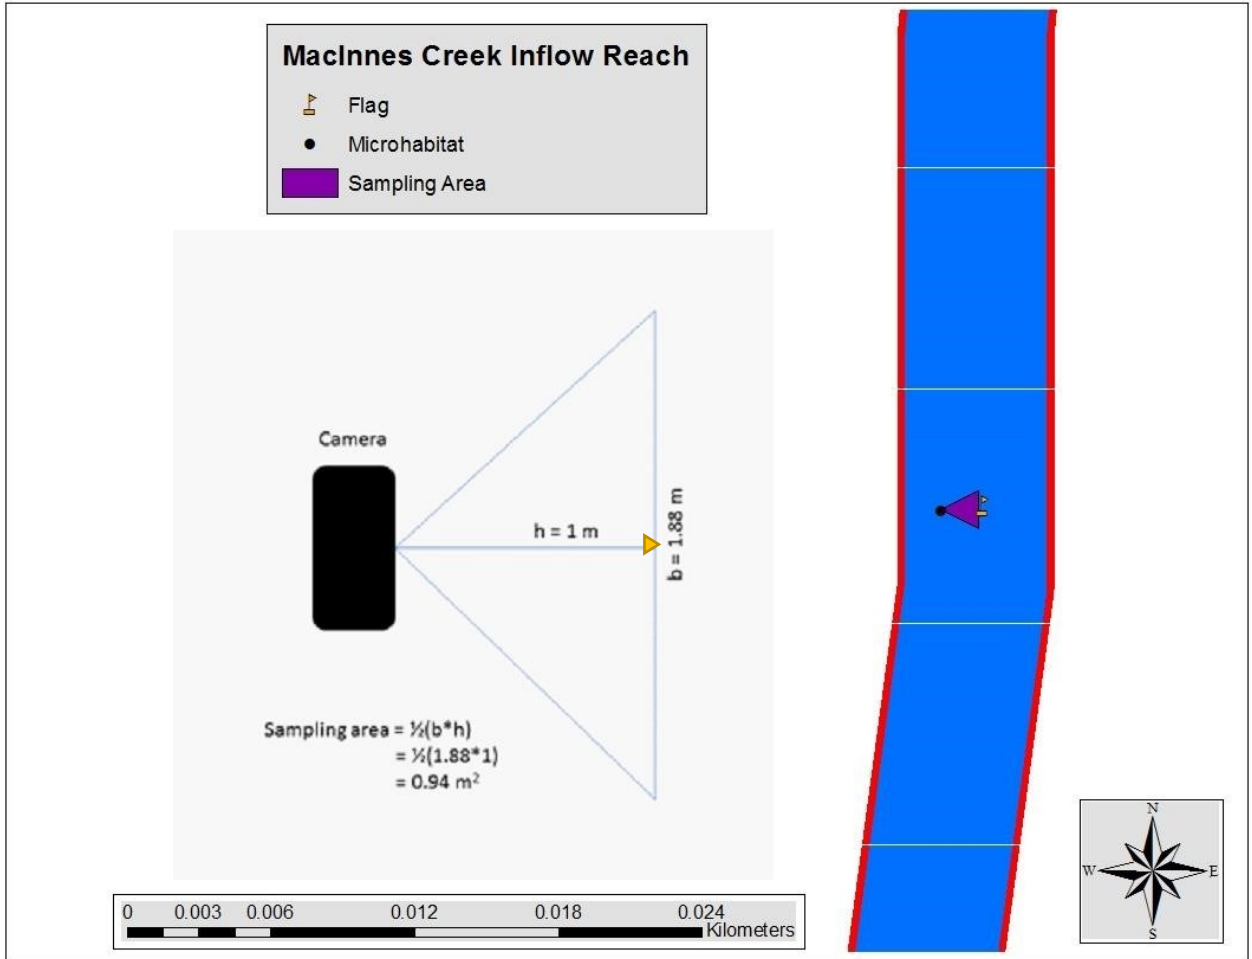 MacInnes Creek Inflow Reach
Flag
Microhabitat
Sampling Area
Camera
h = 1 m
b = 1.88 m
Sampling area = ½(b*h)
= ½(1.88*1)
= 0.94 m²
0 0.003 0.006 0.012 0.018 0.024
Kilometers
N
W E
S